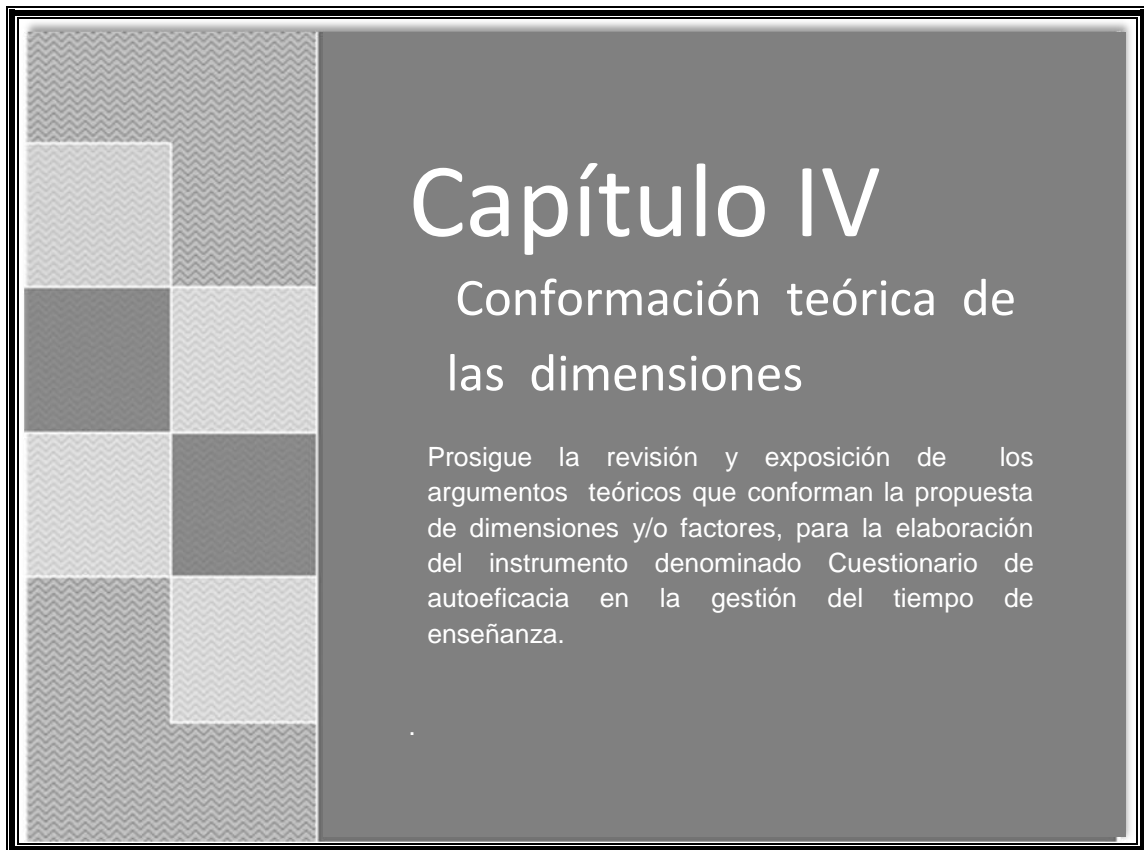 Capítulo IV
Conformación teórica de
las dimensiones
Prosigue la revisión y exposición de los
argumentos teóricos que conforman la propuesta
de dimensiones y/o factores, para la elaboración
del instrumento denominado Cuestionario de
autoeficacia en la gestión del tiempo de
enseñanza.
.